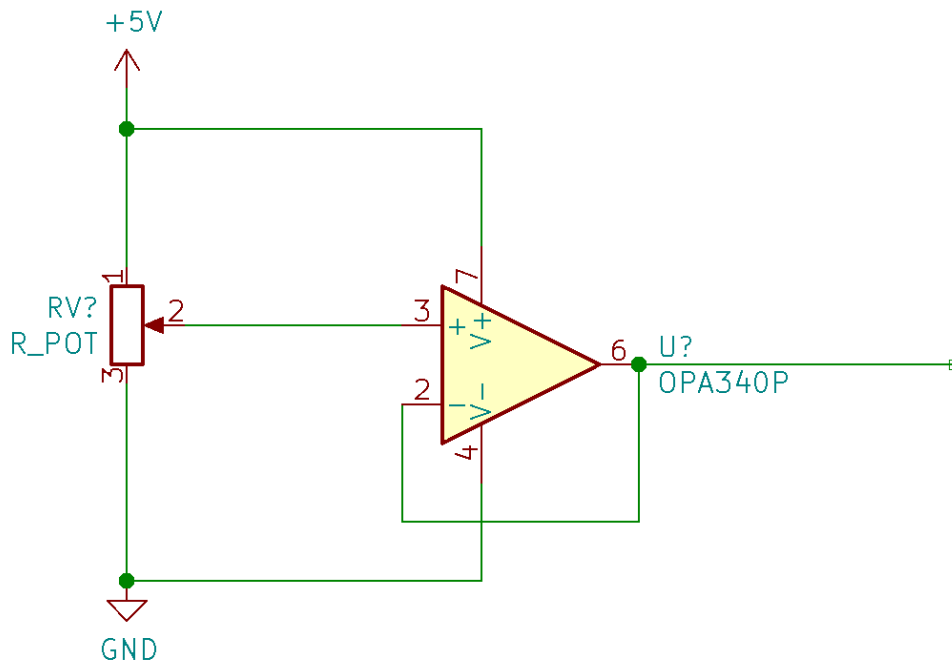 +5V
1
RV?
R_POT
2
3
7
3
+
V+
2
-
V-
4
6
U?
OPA340P
GND